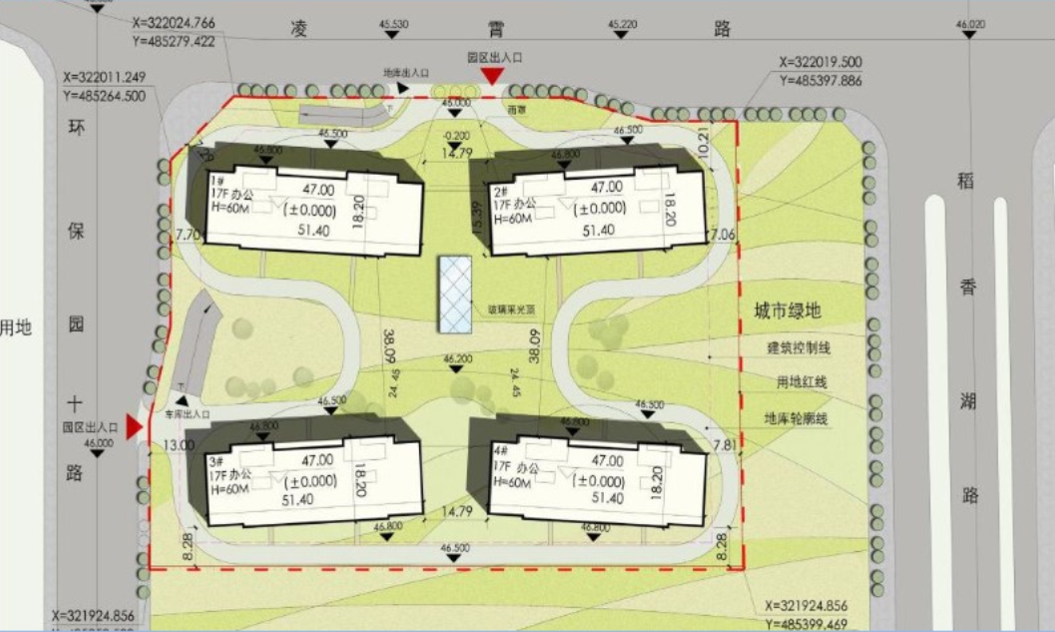 凌 霄 路
45.530
45.220
46.020
X=322024.766
Y=485279.422
园区出入口
地库出入口
X=322019.500
Y=485397.886
X=322011.249
Y=485264.500
46.000
雨罩
下
环保园十路
46.500
-0.200
14.79
46.500
10.21
7.29
46.800
46.800
1#
17F 办公
H=60M
47.00
(±0.000)
51.40
18.20
15.39
2#
17F 办公
H=60M
47.00
(±0.000)
51.40
18.20
7.70
7.06
稻香湖路
玻璃采光顶
城市绿地
用地
38.09
38.09
建筑控制线
46.200
24.45
24.45
用地红线
下
车库出入口
46.500
46.500
地库轮廓线
园区出入口
46.000
13.00
46.800
46.800
7.81
3#
17F 办公
H=60M
47.00
(±0.000)
51.40
18.20
4#
17F 办公
H=60M
47.00
(±0.000)
51.40
18.20
14.79
8.28
46.800
46.800
8.28
46.500
X=321924.856
X=321924.856
Y=485399.469